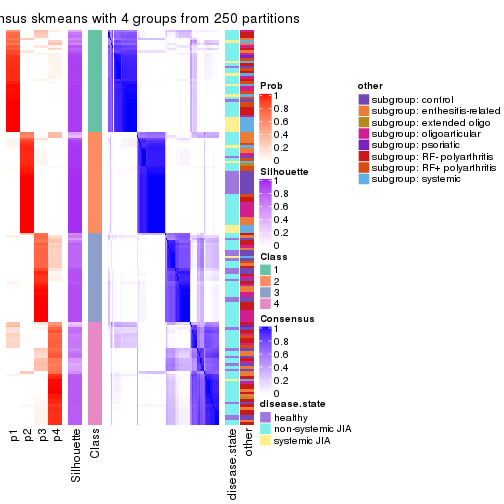 nsus skmeans with 4 groups from 250 partitions
Prob
1
0.8
0.6
0.4
0.2
0
Silhouette
1
0.8
0.6
0.4
0.2
0
Class
1
2
3
4
Consensus
1
0.8
0.6
0.4
0.2
0
disease.state
healthy
non-systemic JIA
systemic JIA
other
subgroup: control
subgroup: enthesitis-related
subgroup: extended oligo
subgroup: oligoarticular
subgroup: psoriatic
subgroup: RF- polyarthritis
subgroup: RF+ polyarthritis
subgroup: systemic
p1
p2
p3
p4
Silhouette
Class
disease.state
other